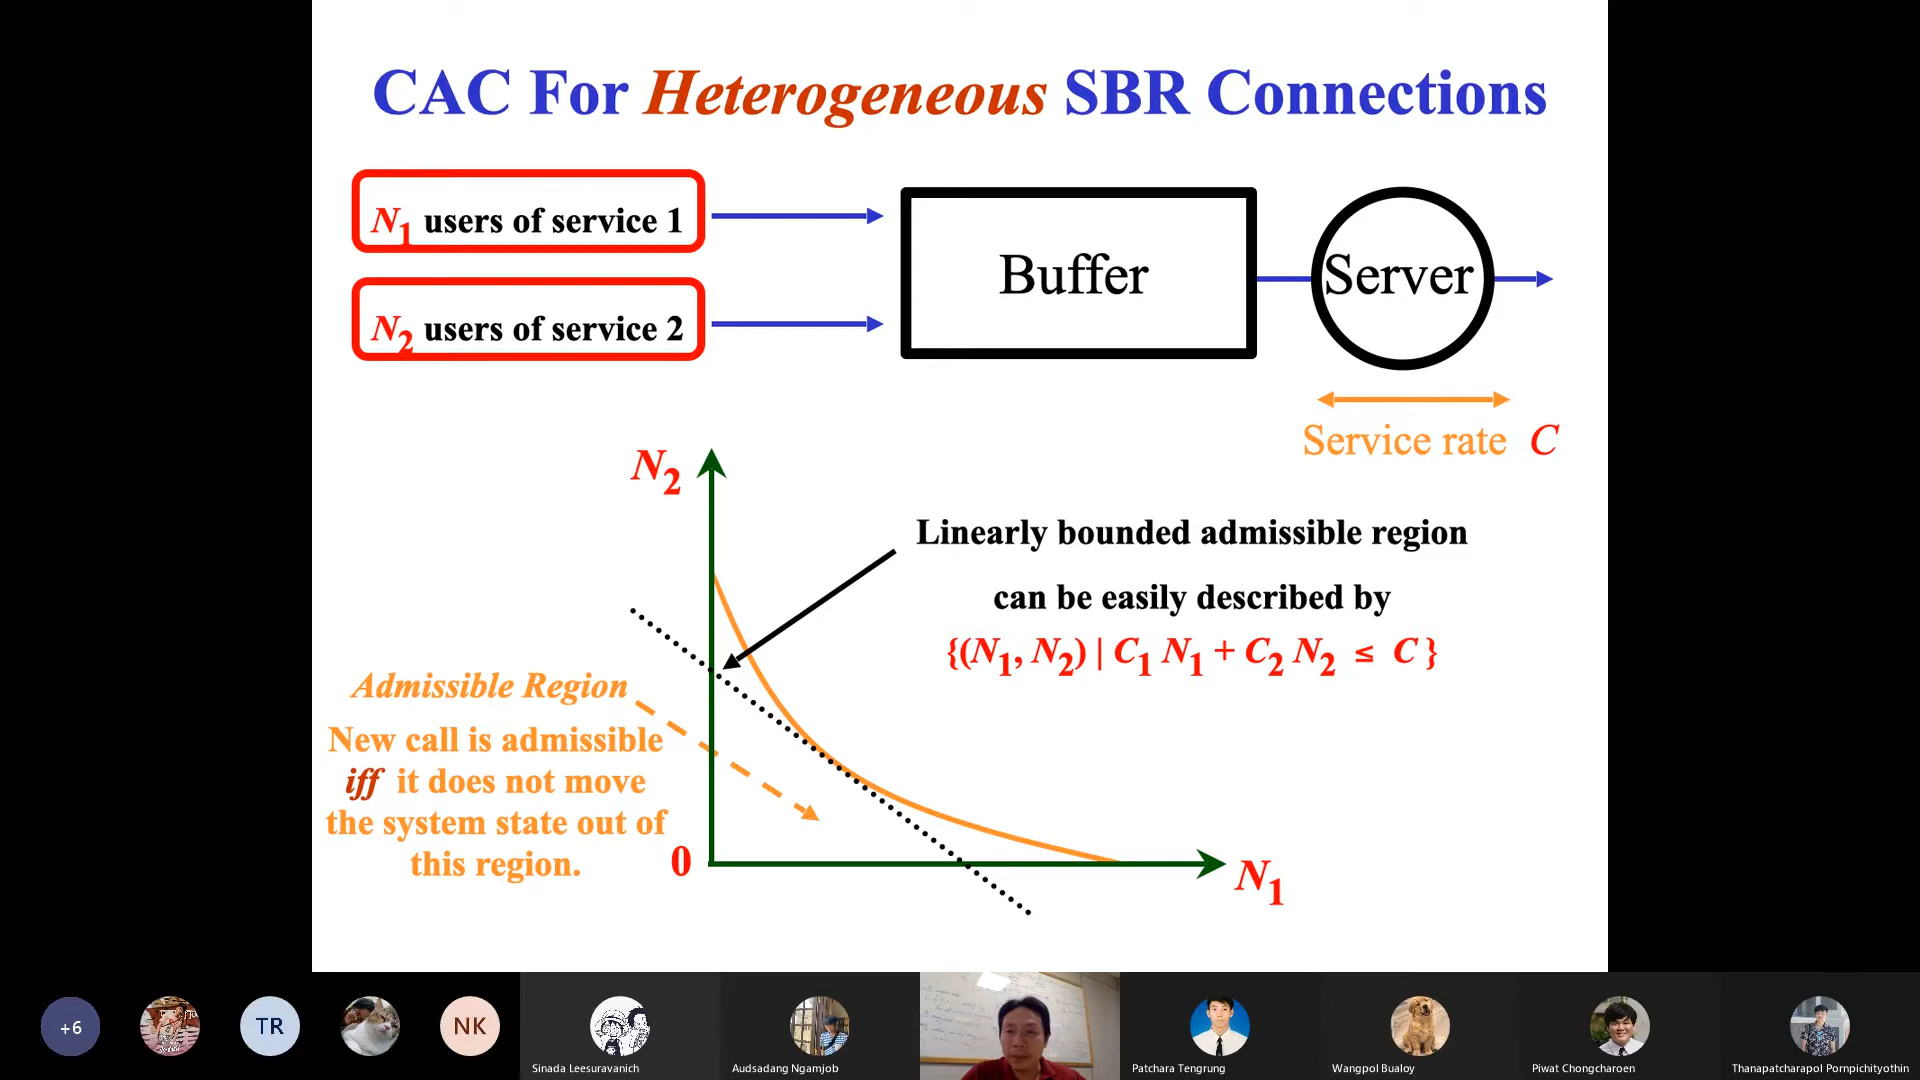 CAC For Heterogeneous SBR Connections
N1 users of service 1
N2 users of service 2
Buffer
Server
Service rate C
N2
Linearly bounded admissible region
can be easily described by
{(N1, N2) | C1 N1 + C2 N2 ≤ C }
Admissible Region
New call is admissible
iff it does not move
the system state out of
this region.
0
N1
+6
TR
NK
Sinada Leesuravanich
Audsadang Ngamjob
Patchara Tengrung
Wangpol Bualoy
Piwat Chongcharoen
Thanapatcharapol Pornpichityothin